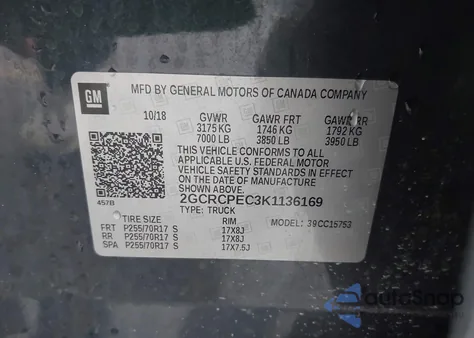 GM
MFD BY GENERAL MOTORS OF CANADA COMPANY
10/18 GVWR GAWR FRT GAWR RR
3175 KG 1746 KG 1792 KG
7000 LB 3850 LB 3950 LB
THIS VEHICLE CONFORMS TO ALL
APPLICABLE U.S. FEDERAL MOTOR
VEHICLE SAFETY STANDARDS IN
EFFECT ON THE DATE OF
MANUFACTURE SHOWN ABOVE.
457B 2GCRCPEC3K1136169
TYPE: TRUCK MODEL: 39CC15753
TIRE SIZE RIM
FRT P255/70R17 S 17X8J
RR P255/70R17 S 17X8J
SPA P255/70R17 S 17X7.5J
autoSnap